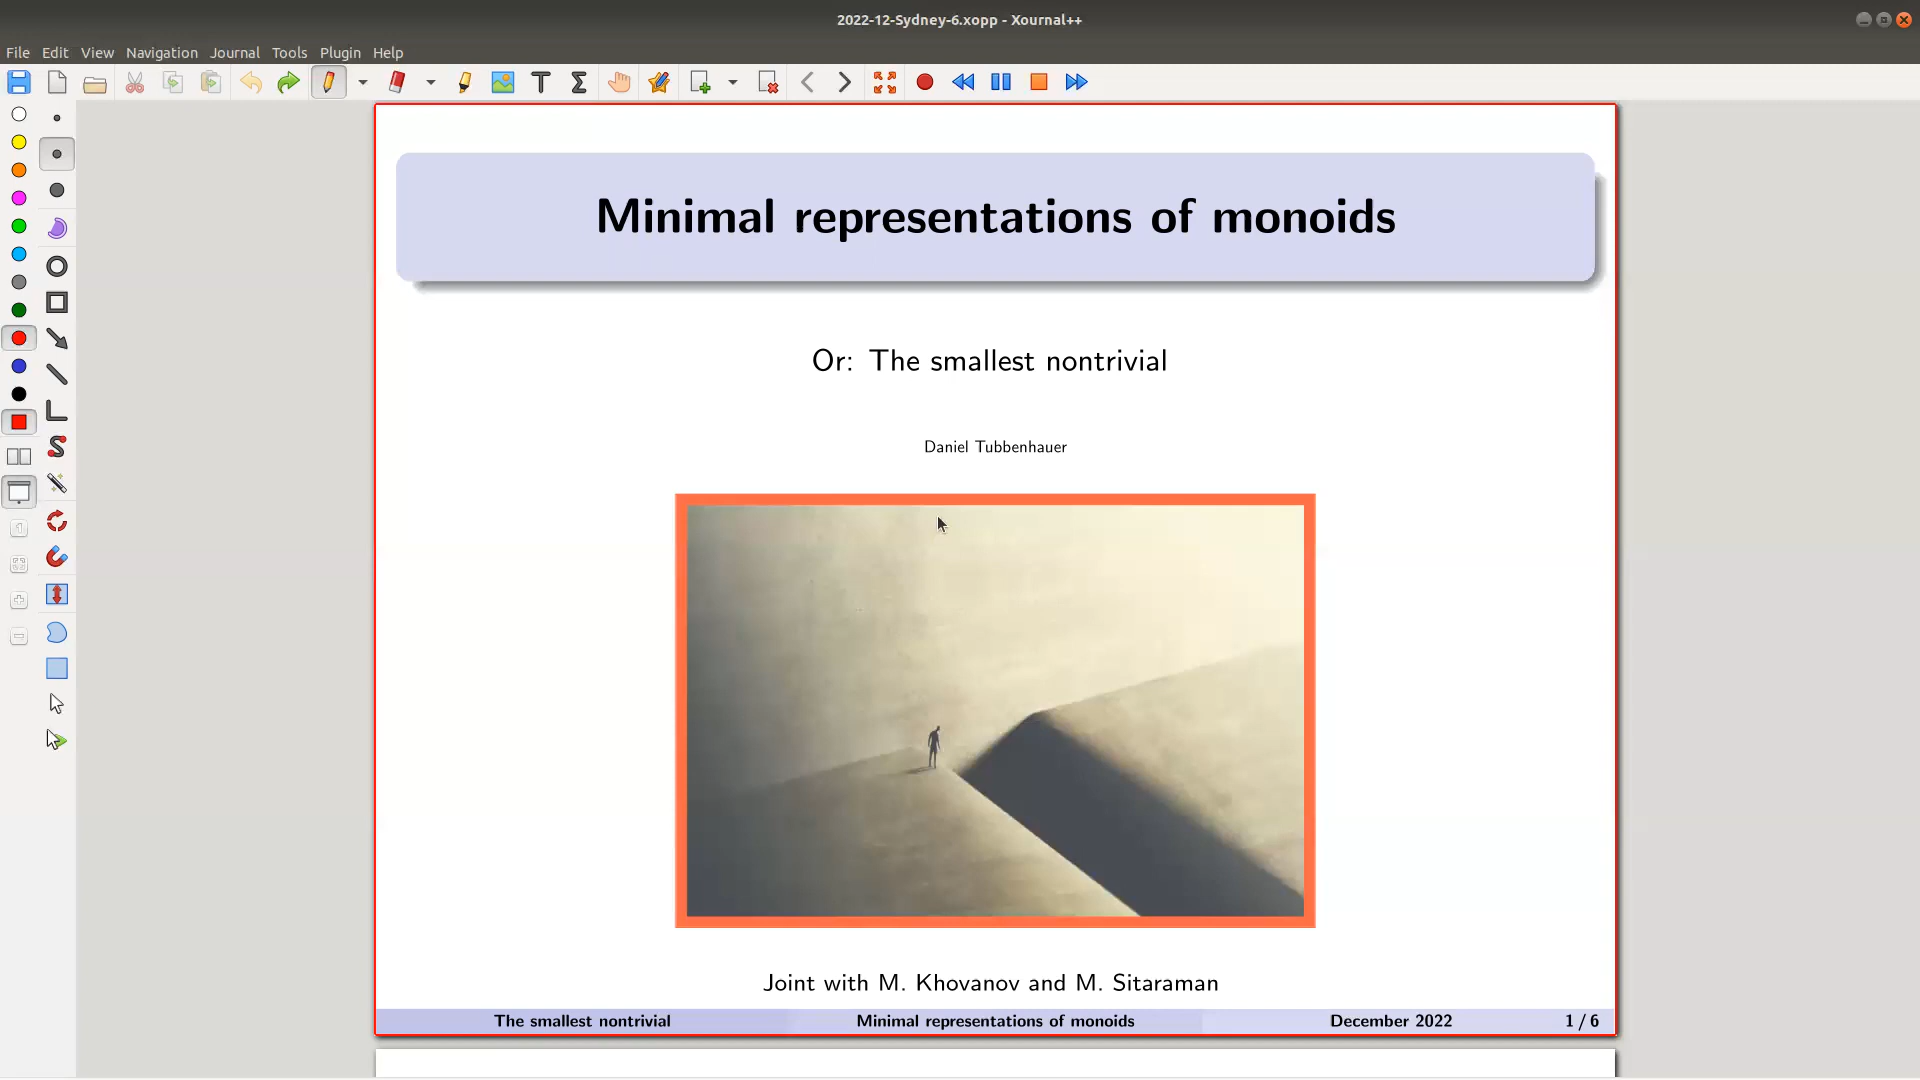 2022-12-Sydney-6.xopp - Xournal++
File Edit View Navigation Journal Tools Plugin Help
Minimal representations of monoids
Or: The smallest nontrivial
Daniel Tubbenhauer
Joint with M. Khovanov and M. Sitaraman
The smallest nontrivial Minimal representations of monoids December 2022 1 / 6